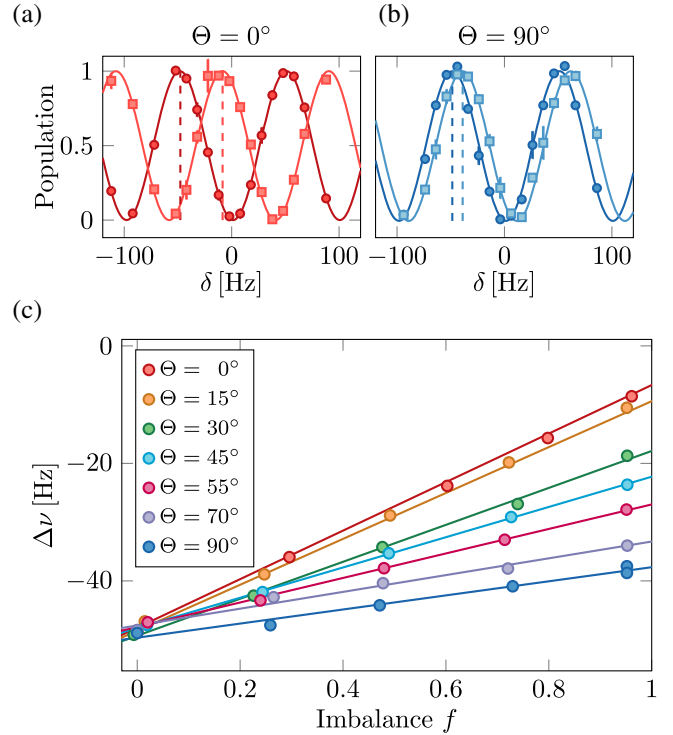 (a)
Θ = 0°
(b)
Θ = 90°
Population
1
0.5
0
−100
0
100
δ [Hz]
−100
0
100
δ [Hz]
(c)
Δν [Hz]
0
−20
−40
Θ = 0°
Θ = 15°
Θ = 30°
Θ = 45°
Θ = 55°
Θ = 70°
Θ = 90°
0
0.2
0.4
0.6
0.8
1
Imbalance f